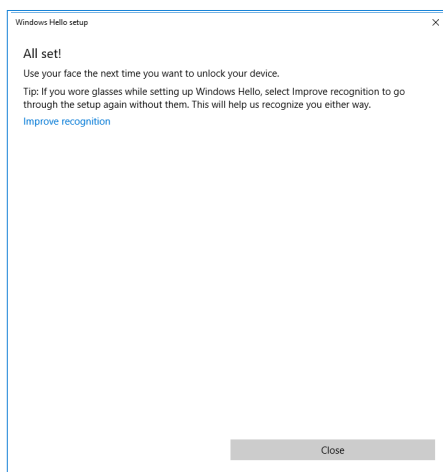 Windows Hello setup
All set!
Use your face the next time you want to unlock your device.
Tip: If you wore glasses while setting up Windows Hello, select Improve recognition to go
through the setup again without them. This will help us recognize you either way.
Improve recognition
Close